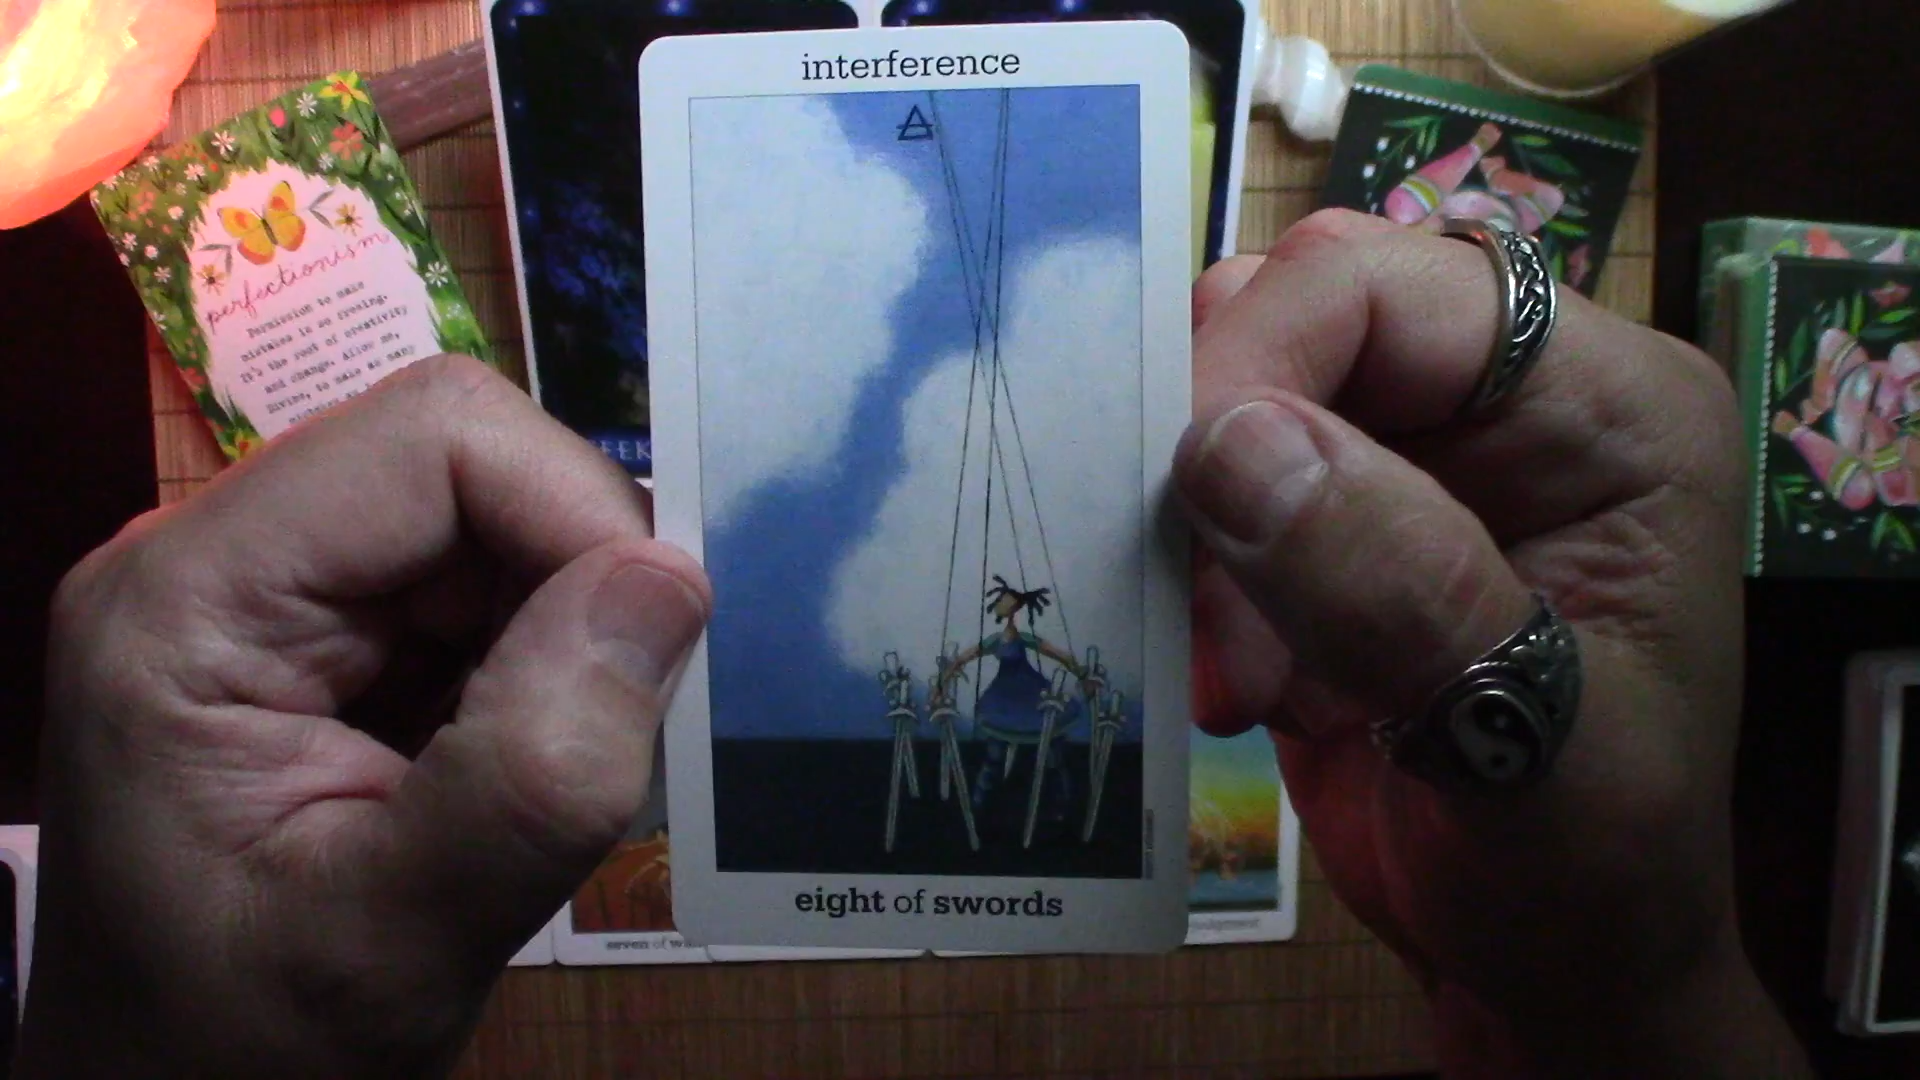 interference
perfectionism
Permission to make
mistakes is so freeing.
It's the root of creativity
and change. Allow me,
Divine, to make as many
EEK
eight of swords
seven of